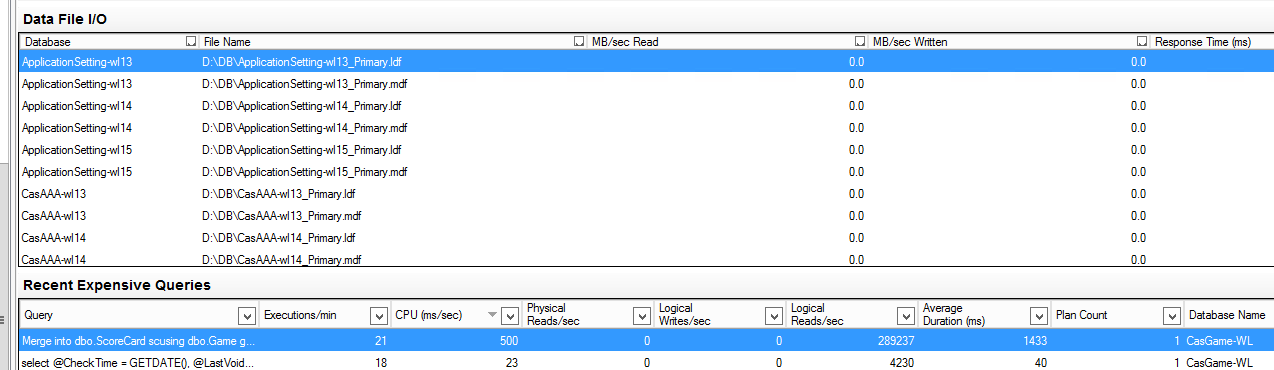 Data File I/O
Database File Name MB/sec Read MB/sec Written Response Time (ms)
ApplicationSetting-wl13 D:\DB\ApplicationSetting-wl13_Primary.ldf 0.0 0.0
ApplicationSetting-wl13 D:\DB\ApplicationSetting-wl13_Primary.mdf 0.0 0.0
ApplicationSetting-wl14 D:\DB\ApplicationSetting-wl14_Primary.ldf 0.0 0.0
ApplicationSetting-wl14 D:\DB\ApplicationSetting-wl14_Primary.mdf 0.0 0.0
ApplicationSetting-wl15 D:\DB\ApplicationSetting-wl15_Primary.ldf 0.0 0.0
ApplicationSetting-wl15 D:\DB\ApplicationSetting-wl15_Primary.mdf 0.0 0.0
CasAAA-wl13 D:\DB\CasAAA-wl13_Primary.ldf 0.0 0.0
CasAAA-wl13 D:\DB\CasAAA-wl13_Primary.mdf 0.0 0.0
CasAAA-wl14 D:\DB\CasAAA-wl14_Primary.ldf 0.0 0.0
CasAAA-wl14 D:\DB\CasAAA-wl14_Primary.mdf 0.0 0.0
Recent Expensive Queries
Query Executions/min CPU (ms/sec) Physical Reads/sec Logical Writes/sec Logical Reads/sec Average Duration (ms) Plan Count Database Name
Merge into dbo.ScoreCard scusing dbo.Game g... 21 500 0 0 289237 1433 1 CasGame-WL
select @CheckTime = GETDATE(), @LastVoid... 18 23 0 0 4230 40 1 CasGame-WL